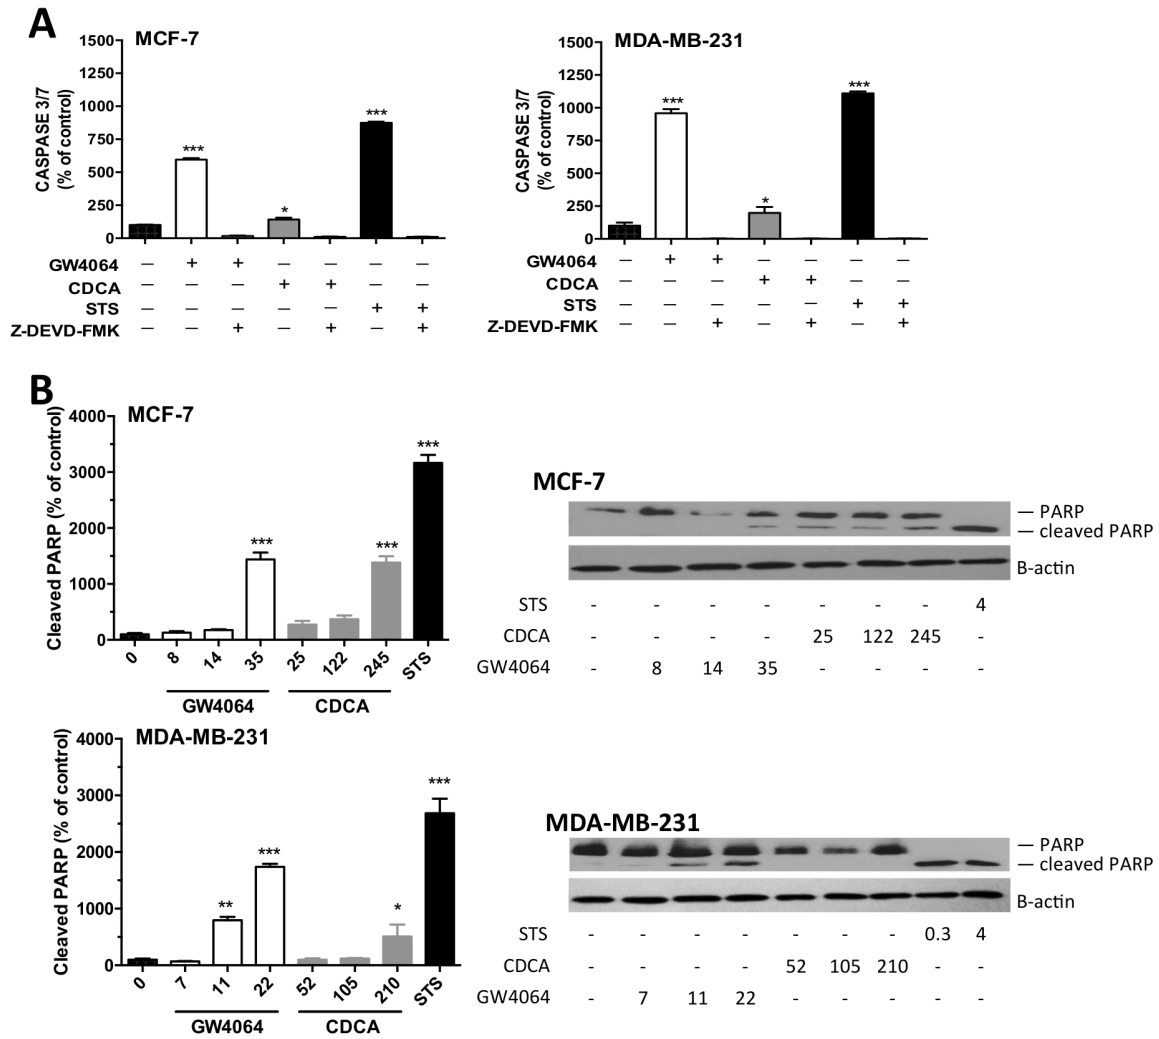 A
MCF-7
CASPASE 3/7
(% of control)
1500
1250
1000
750
500
250
0
***
*
***
GW4064 – + + – – – –
CDCA – – – + + – –
STS – – – – – + +
Z-DEVD-FMK – – + – + – +
MDA-MB-231
CASPASE 3/7
(% of control)
1500
1250
1000
750
500
250
0
***
*
***
GW4064 – + + – – – –
CDCA – – – + + – –
STS – – – – – + +
Z-DEVD-FMK – – + – + – +
B
MCF-7
Cleaved PARP (% of control)
4000
3000
2000
1000
0
***
***
***
0 8 14 35 25 122 245 STS
GW4064 CDCA
MCF-7
— PARP
— cleaved PARP
B-actin
STS - - - - - - - 4
CDCA - - - - 25 122 245 -
GW4064 - 8 14 35 - - - -
MDA-MB-231
Cleaved PARP (% of control)
4000
3000
2000
1000
0
**
***
*
***
0 7 11 22 52 105 210 STS
GW4064 CDCA
MDA-MB-231
— PARP
— cleaved PARP
B-actin
STS - - - - - - - 0.3 4
CDCA - - - - 52 105 210 - -
GW4064 - 7 11 22 - - - - -